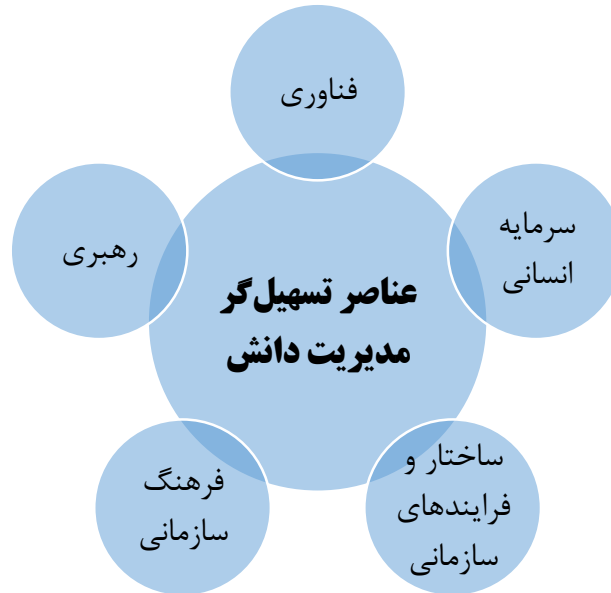 فناوری
سرمایه
انسانی
رهبری
عناصر تسهیل‌گر
مدیریت دانش
ساختار و
فرایندهای
سازمانی
فرهنگ
سازمانی